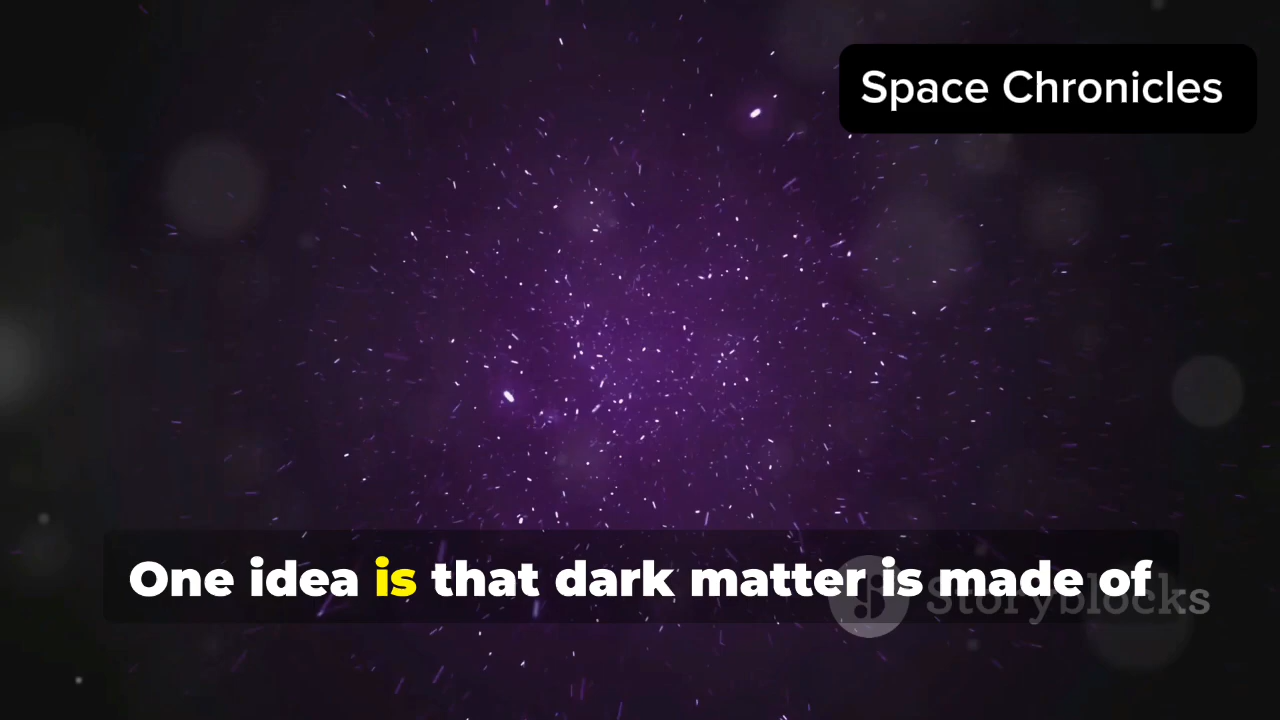 Space Chronicles
One idea is that dark matter is made of
Storyblocks